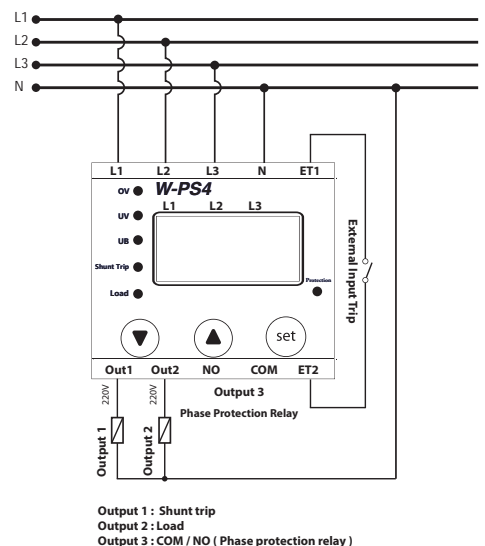 L1
L2
L3
N
L1 L2 L3 N ET1
OV W-PS4
L1 L2 L3
UV
UB
Shunt Trip
Protection
Load
External Input Trip
set
Out1 Out2 NO COM ET2
220V 220V
Output 3
Phase Protection Relay
Output 1
Output 2
Output 1 : Shunt trip
Output 2 : Load
Output 3 : COM / NO ( Phase protection relay )